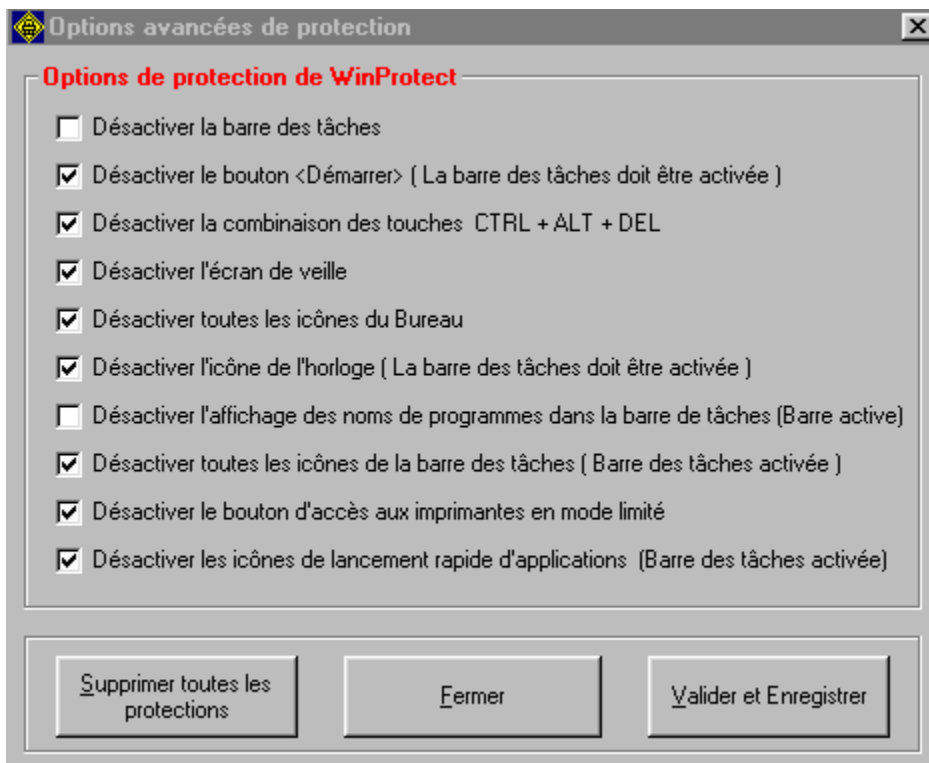 Options avancées de protection
Options de protection de WinProtect
Désactiver la barre des tâches
Désactiver le bouton <Démarrer> ( La barre des tâches doit être activée )
Désactiver la combinaison des touches  CTRL + ALT + DEL
Désactiver l'écran de veille
Désactiver toutes les icônes du Bureau
Désactiver l'icône de l'horloge ( La barre des tâches doit être activée )
Désactiver l'affichage des noms de programmes dans la barre de tâches (Barre active)
Désactiver toutes les icônes de la barre des tâches ( Barre des tâches activée )
Désactiver le bouton d'accès aux imprimantes en mode limité
Désactiver les icônes de lancement rapide d'applications  (Barre des tâches activée)
Supprimer toutes les
protections
Fermer
Valider et Enregistrer